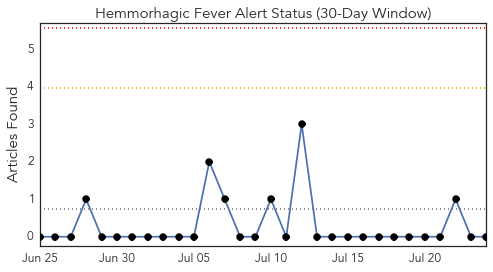 Hemmorhagic Fever Alert Status (30-Day Window)
Articles Found
5
4
3
2
1
0
Jun 25 Jun 30 Jul 05 Jul 10 Jul 15 Jul 20